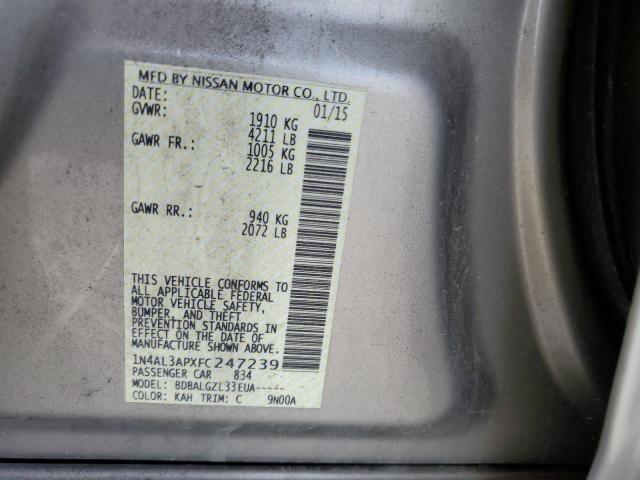 MFD BY NISSAN MOTOR CO., LTD.
DATE: 01/15
GVWR: 1910 KG
4211 LB
GAWR FR.: 1005 KG
2216 LB
GAWR RR.: 940 KG
2072 LB
THIS VEHICLE CONFORMS TO
ALL APPLICABLE FEDERAL
MOTOR VEHICLE SAFETY,
BUMPER, AND THEFT
PREVENTION STANDARDS IN
EFFECT ON THE DATE OF
MANUFACTURE SHOWN ABOVE.
1N4AL3APXFC247239
PASSENGER CAR 834
MODEL: BDBALGZL33EUA-----
COLOR: KAH TRIM: C 9N00A